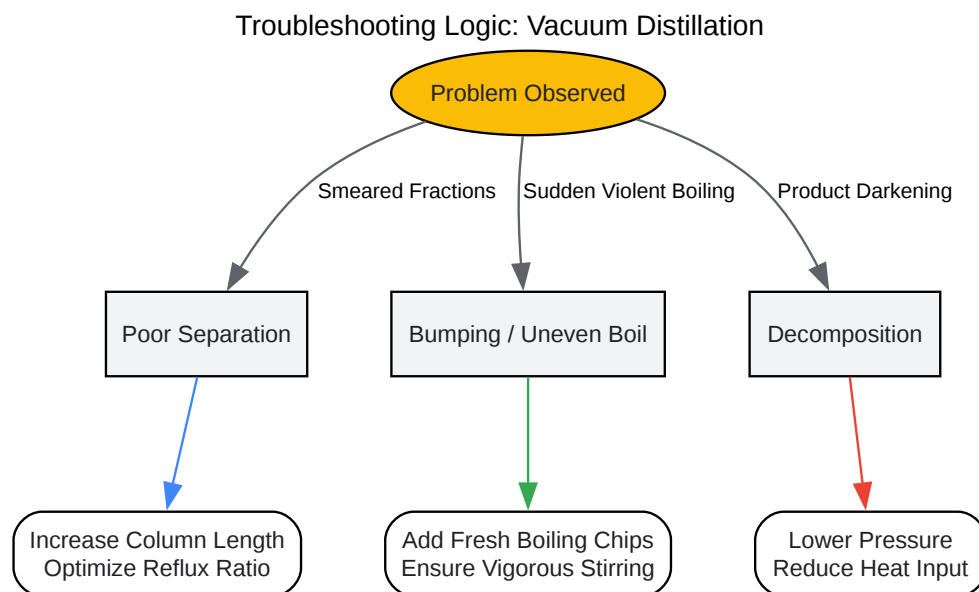 Troubleshooting Logic: Vacuum Distillation
Problem Observed
Smeared Fractions
Sudden Violent Boiling
Product Darkening
Poor Separation
Bumping / Uneven Boil
Decomposition
Increase Column Length
Optimize Reflux Ratio
Add Fresh Boiling Chips
Ensure Vigorous Stirring
Lower Pressure
Reduce Heat Input